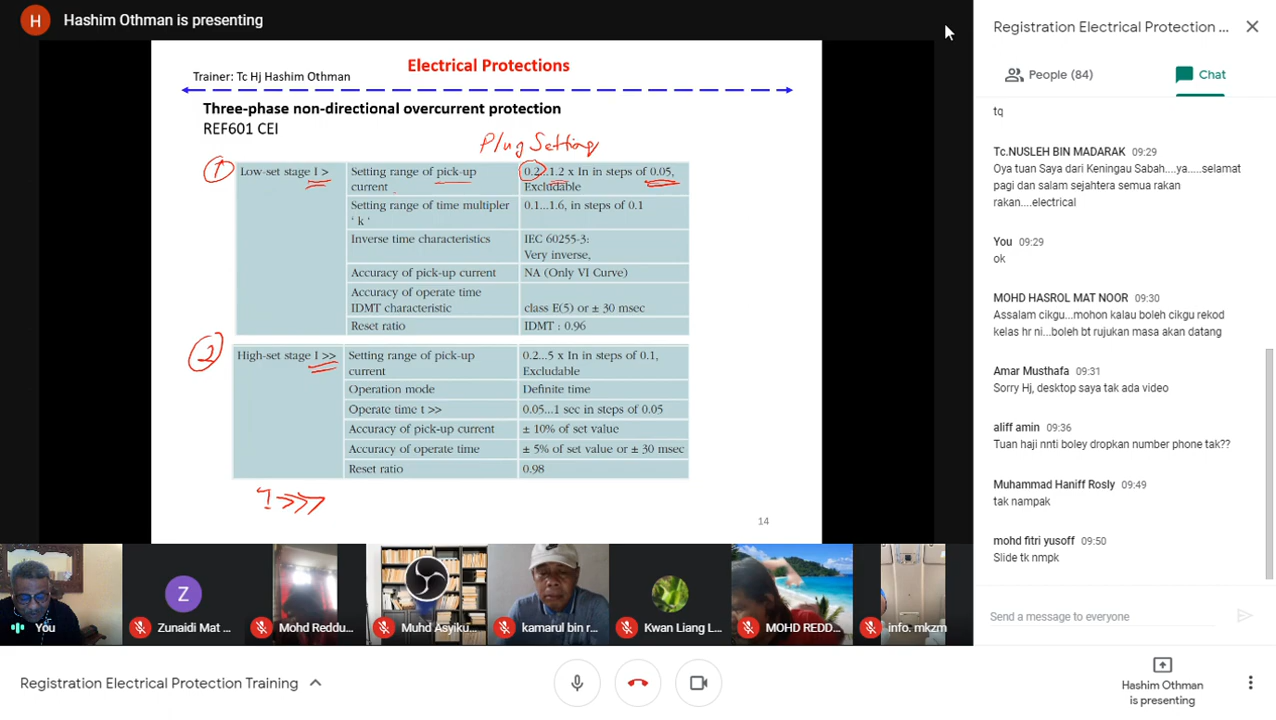 H
Hashim Othman is presenting
Electrical Protections
Trainer: Tc Hj Hashim Othman
Three-phase non-directional overcurrent protection
REF601 CEI
Plug Setting
1
Low-set stage I >
Setting range of pick-up
current
0.2...1.2 x In in steps of 0.05,
Excludable
Setting range of time multipler
' k '
0.1...1.6, in steps of 0.1
Inverse time characteristics
IEC 60255-3:
Very inverse,
Accuracy of pick-up current
NA (Only VI Curve)
Accuracy of operate time
IDMT characteristic
class E(5) or ± 30 msec
Reset ratio
IDMT : 0.96
2
High-set stage I >>
Setting range of pick-up
current
0.2...5 x In in steps of 0.1,
Excludable
Operation mode
Definite time
Operate time t >>
0.05...1 sec in steps of 0.05
Accuracy of pick-up current
± 10% of set value
Accuracy of operate time
± 5% of set value or ± 30 msec
Reset ratio
0.98
I >>>
14
You
Z
Zunaidi Mat ...
Mohd Reddu...
Muhd Asyiku...
kamarul bin r...
Kwan Liang L...
MOHD REDD...
info. mkzm
Registration Electrical Protection Training
Registration Electrical Protection ...
People (84)
Chat
tq
Tc.NUSLEH BIN MADARAK 09:29
Oya tuan Saya dari Keningau Sabah....ya.....selamat
pagi dan salam sejahtera semua rakan
rakan....electrical
You 09:29
ok
MOHD HASROL MAT NOOR 09:30
Assalam cikgu...mohon kalau boleh cikgu rekod
kelas hr ni...boleh bt rujukan masa akan datang
Amar Musthafa 09:31
Sorry Hj, desktop saya tak ada video
aliff amin 09:36
Tuan haji nnti boley dropkan number phone tak??
Muhammad Haniff Rosly 09:49
tak nampak
mohd fitri yusoff 09:50
Slide tk nmpk
Send a message to everyone
Hashim Othman
is presenting